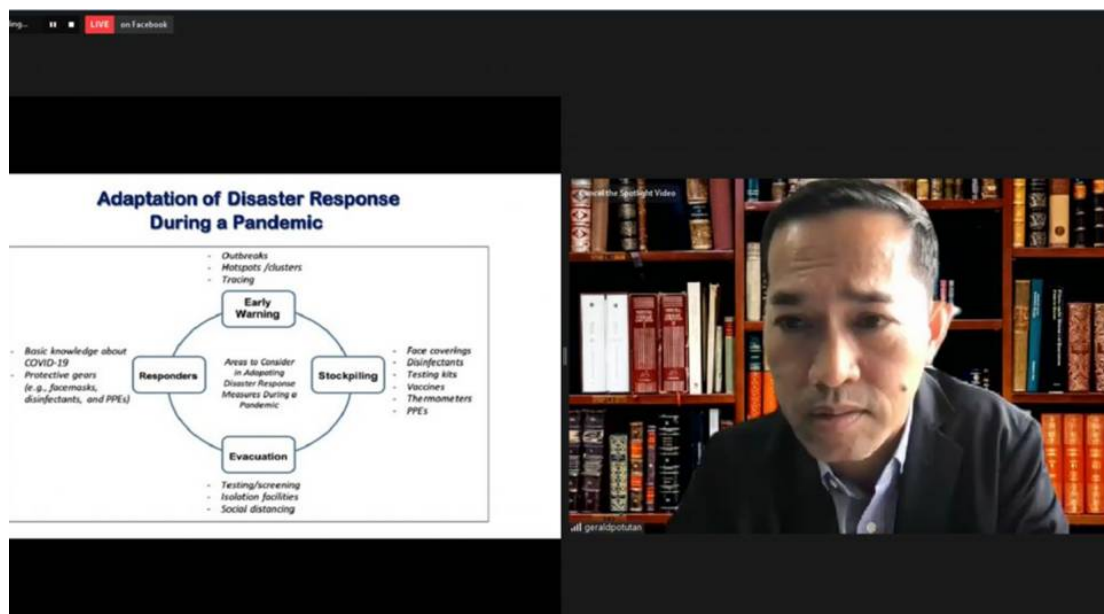 ing...
LIVE
on Facebook
Adaptation of Disaster Response
During a Pandemic
- Outbreaks
- Hotspots /clusters
- Tracing
Early
Warning
- Basic knowledge about
COVID-19
- Protective gears
(e.g., facemasks,
disinfectants, and PPEs)
Responders
Areas to Consider
in Adapating
Disaster Response
Measures During a
Pandemic
Stockpiling
- Face coverings
- Disinfectants
- Testing kits
- Vaccines
- Thermometers
- PPEs
Evacuation
- Testing/screening
- Isolation facilities
- Social distancing
Cancel the Spotlight Video
geraldpotutan